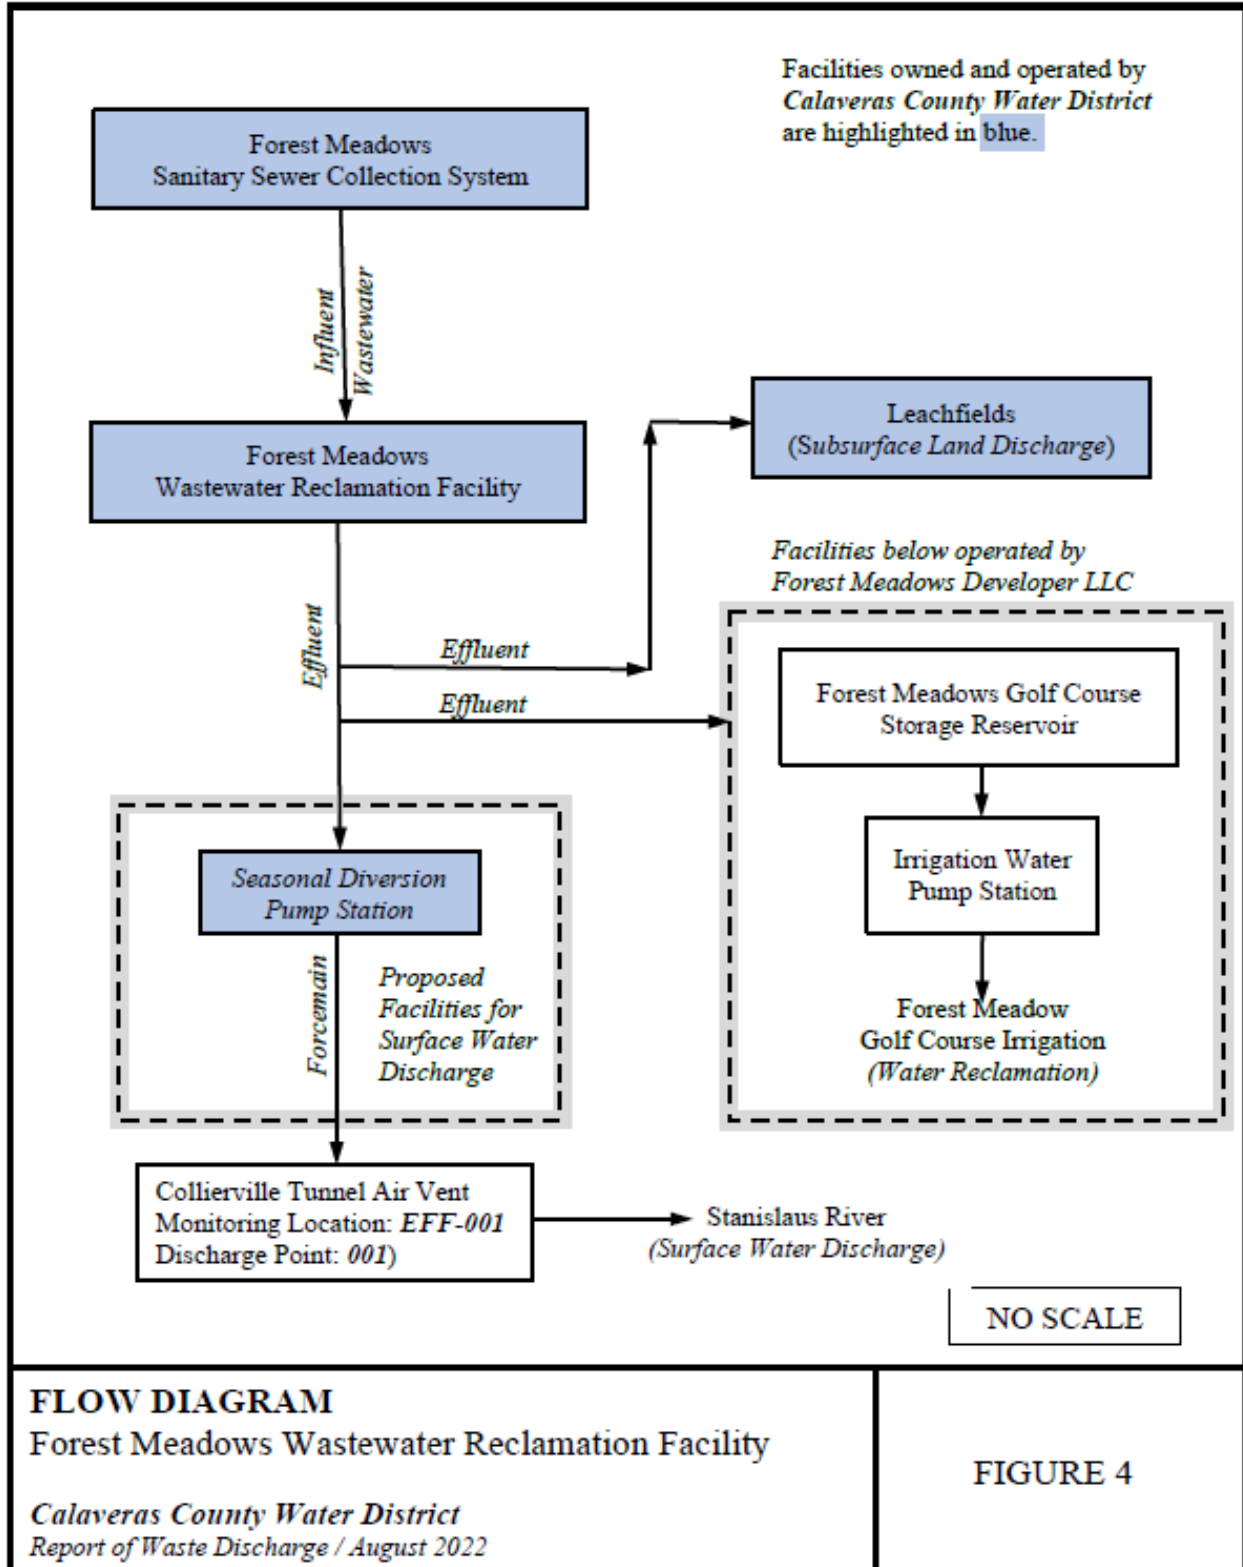 Facilities owned and operated by
Calaveras County Water District
are highlighted in blue.
Forest Meadows
Sanitary Sewer Collection System
Influent
Wastewater
Forest Meadows
Wastewater Reclamation Facility
Leachfields
(Subsurface Land Discharge)
Facilities below operated by
Forest Meadows Developer LLC
Effluent
Effluent
Effluent
Forest Meadows Golf Course
Storage Reservoir
Irrigation Water
Pump Station
Forest Meadow
Golf Course Irrigation
(Water Reclamation)
Seasonal Diversion
Pump Station
Forcemain
Proposed
Facilities for
Surface Water
Discharge
Collierville Tunnel Air Vent
Monitoring Location: EFF-001
Discharge Point: 001)
Stanislaus River
(Surface Water Discharge)
NO SCALE
FLOW DIAGRAM
Forest Meadows Wastewater Reclamation Facility
Calaveras County Water District
Report of Waste Discharge / August 2022
FIGURE 4